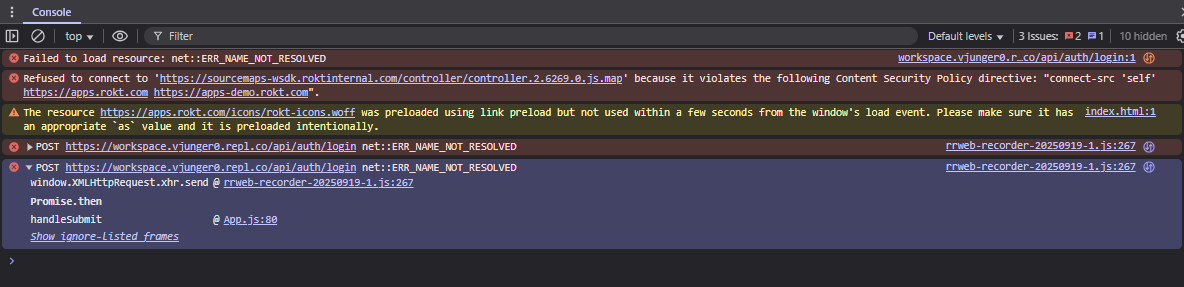 Console
top
Filter
Default levels
3 Issues: 2 1
10 hidden
Failed to load resource: net::ERR_NAME_NOT_RESOLVED workspace.vjunger0.r…co/api/auth/login:1
Refused to connect to 'https://sourcemaps-wsdk.roktinternal.com/controller/controller.2.6269.0.js.map' because it violates the following Content Security Policy directive: "connect-src 'self'
https://apps.rokt.com https://apps-demo.rokt.com".
The resource https://apps.rokt.com/icons/rokt-icons.woff was preloaded using link preload but not used within a few seconds from the window's load event. Please make sure it has index.html:1
an appropriate `as` value and it is preloaded intentionally.
POST https://workspace.vjunger0.repl.co/api/auth/login net::ERR_NAME_NOT_RESOLVED rrweb-recorder-20250919-1.js:267
POST https://workspace.vjunger0.repl.co/api/auth/login net::ERR_NAME_NOT_RESOLVED rrweb-recorder-20250919-1.js:267
window.XMLHttpRequest.xhr.send @ rrweb-recorder-20250919-1.js:267
Promise.then
handleSubmit @ App.js:80
Show ignore-listed frames